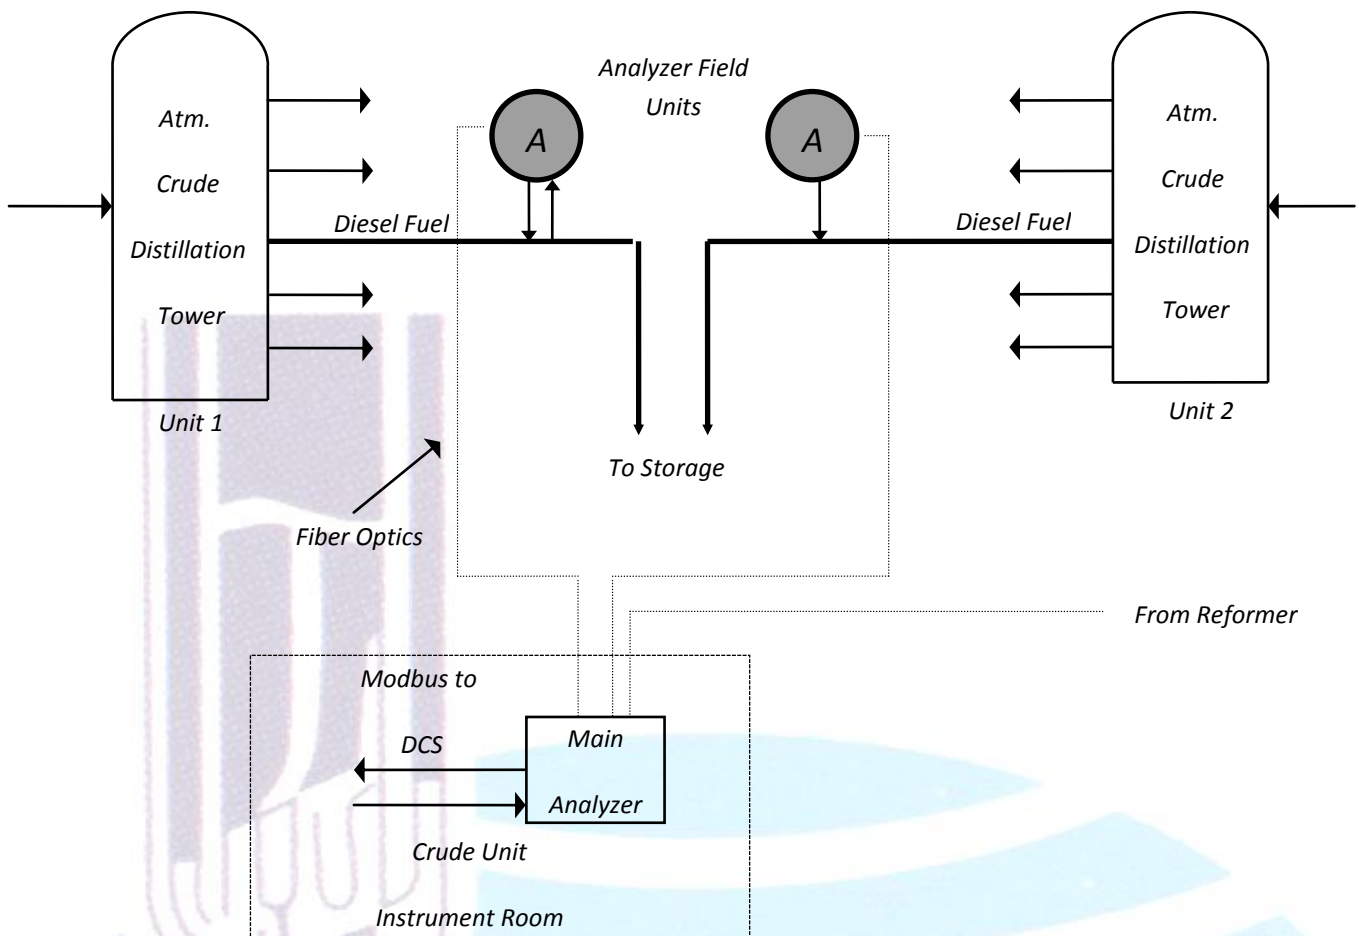 Analyzer Field
Units
Atm.
Crude
Distillation
Tower
Unit 1
A
A
Diesel Fuel
Diesel Fuel
Atm.
Crude
Distillation
Tower
Unit 2
To Storage
Fiber Optics
From Reformer
Modbus to
DCS
Main
Analyzer
Crude Unit
Instrument Room